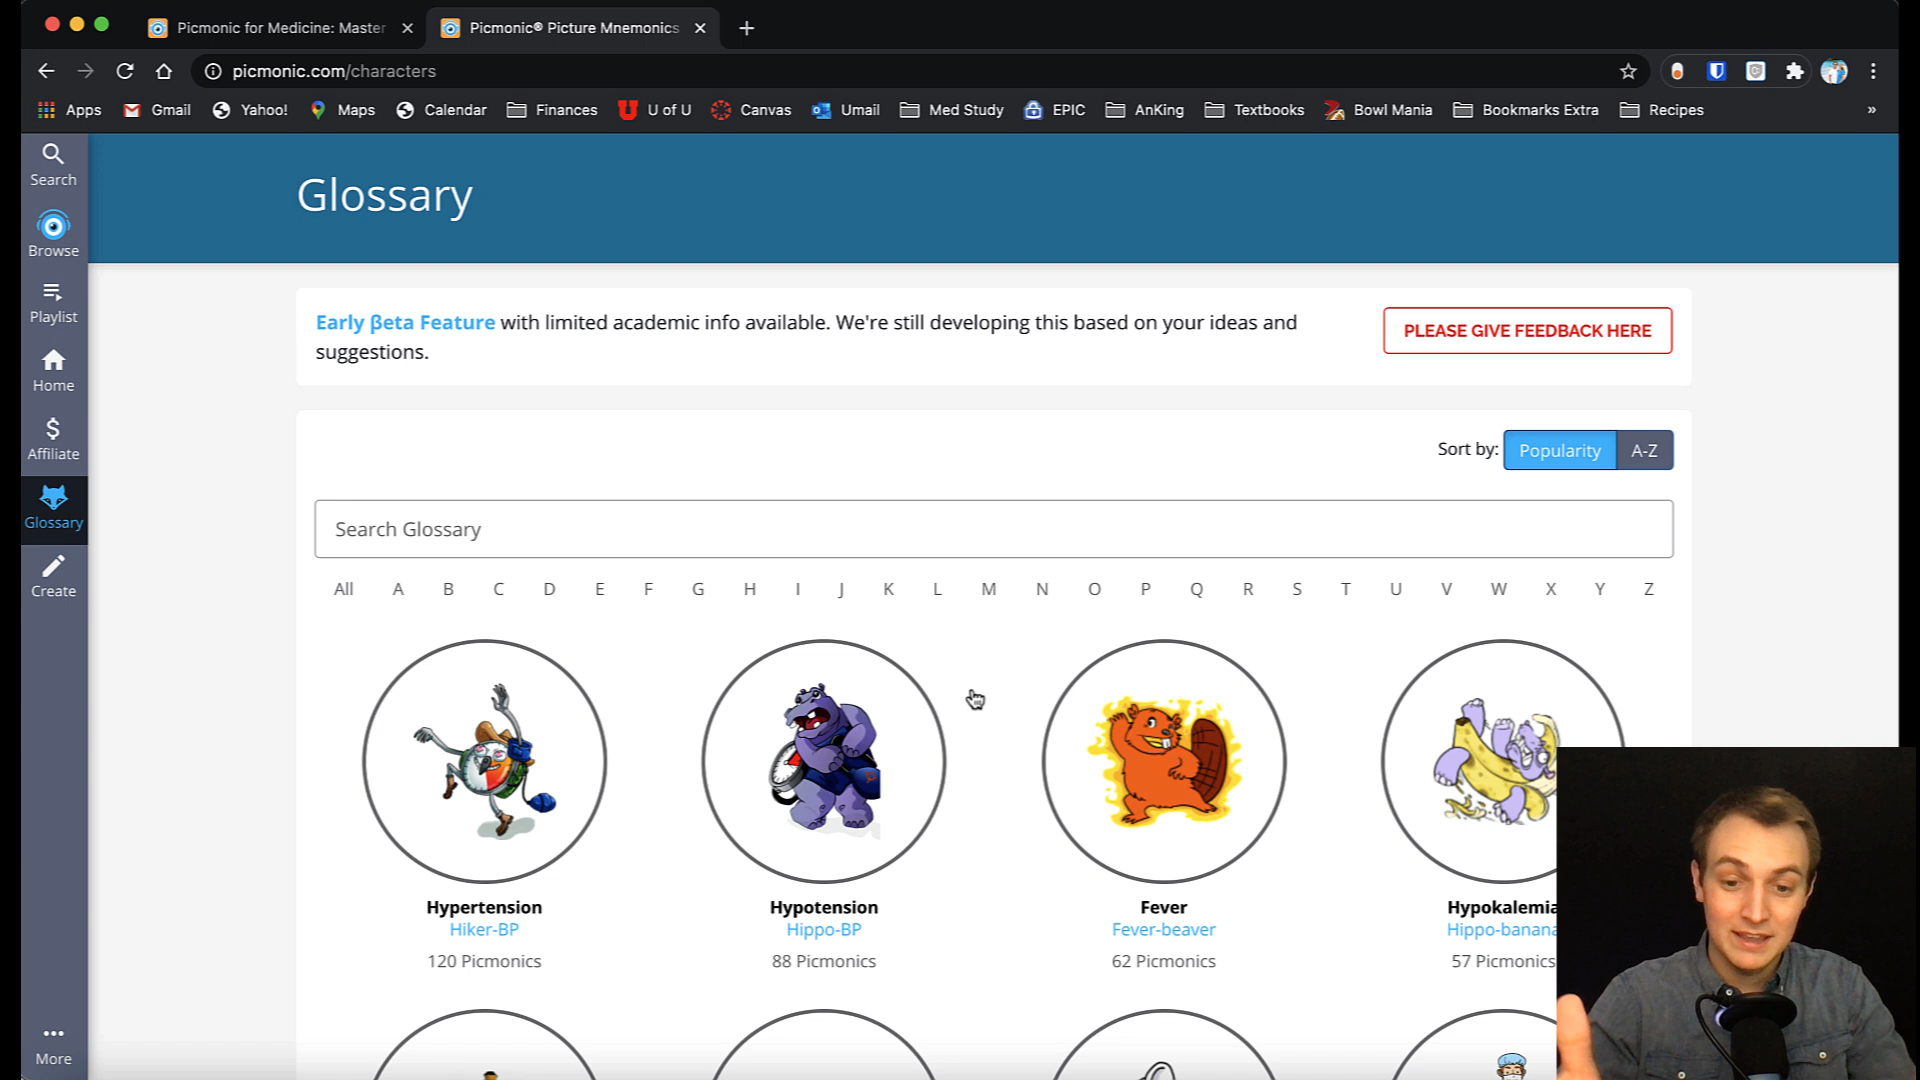 Picmonic for Medicine: Master
Picmonic® Picture Mnemonics
picmonic.com/characters
Apps Gmail Yahoo! Maps Calendar Finances U of U Canvas Umail Med Study EPIC AnKing Textbooks Bowl Mania Bookmarks Extra Recipes »
Search
Browse
Playlist
Home
Affiliate
Glossary
Create
More
Glossary
Early βeta Feature with limited academic info available. We're still developing this based on your ideas and
suggestions.
PLEASE GIVE FEEDBACK HERE
Sort by: Popularity A-Z
Search Glossary
All A B C D E F G H I J K L M N O P Q R S T U V W X Y Z
Hypertension Hypotension Fever Hypokalemia
Hiker-BP Hippo-BP Fever-beaver Hippo-banana
120 Picmonics 88 Picmonics 62 Picmonics 57 Picmonics